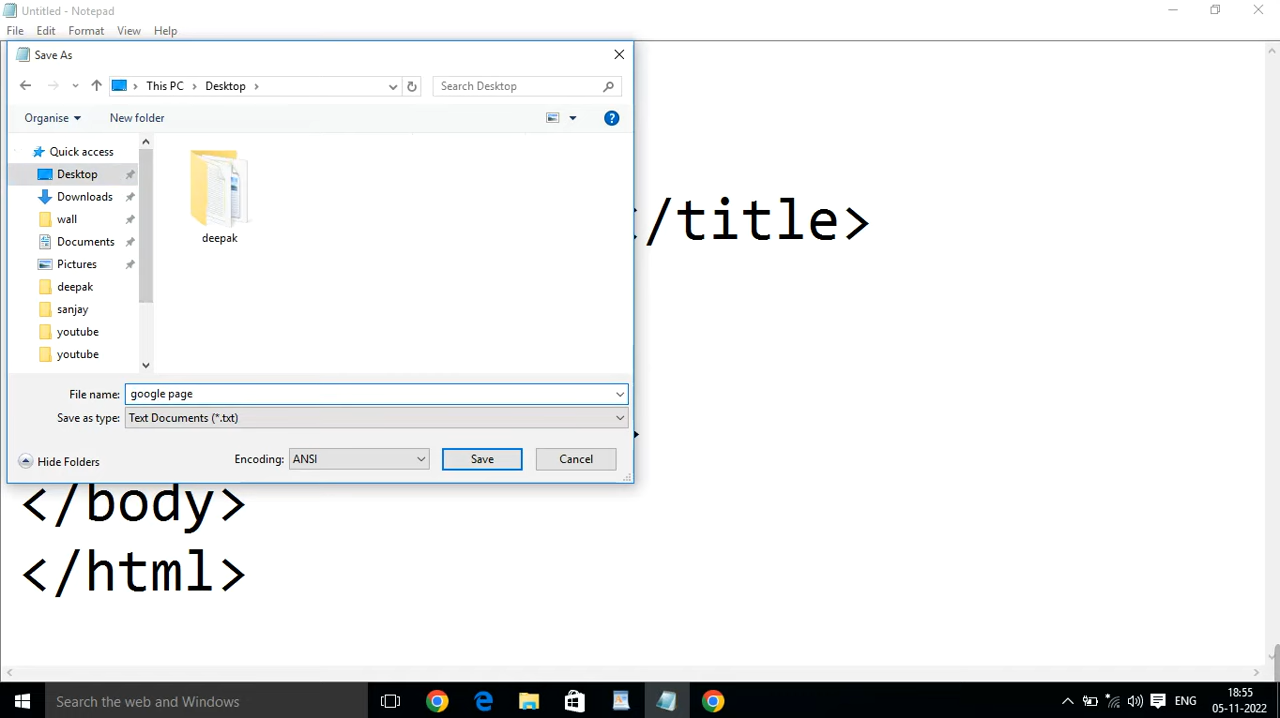 Untitled - Notepad
File Edit Format View Help
Save As
This PC Desktop
Search Desktop
Organise New folder
Quick access
Desktop
Downloads
wall
Documents
Pictures
deepak
sanjay
youtube
youtube
deepak
</title>
File name: google page
Save as type: Text Documents (*.txt)
Hide Folders Encoding: ANSI Save Cancel
</body>
</html>
Search the web and Windows
ENG
18:55
05-11-2022